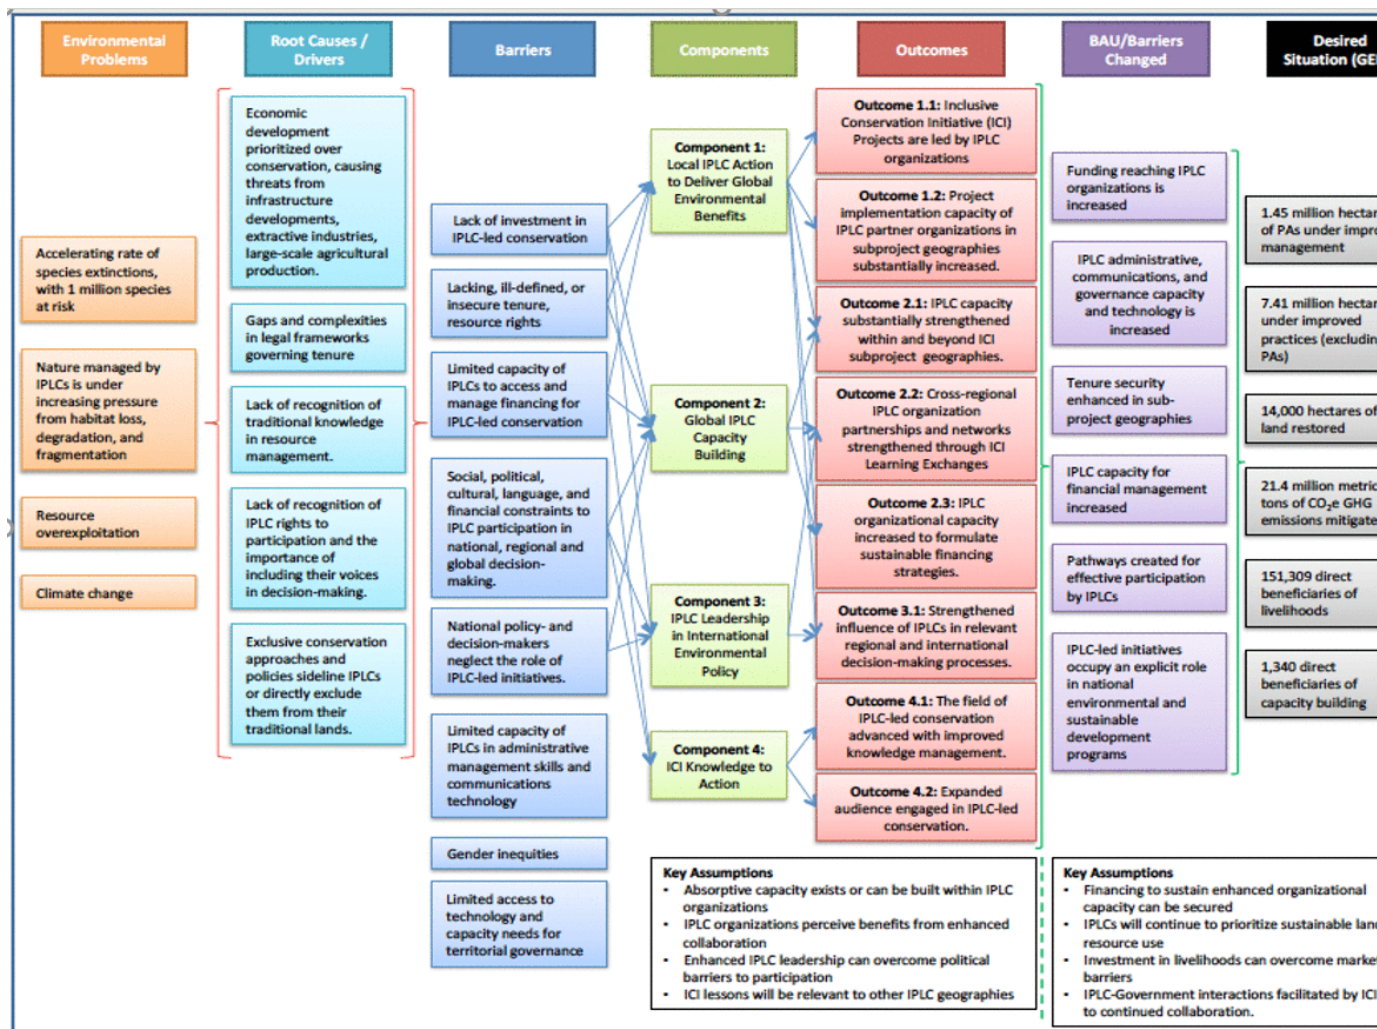 Environmental
Problems
Root Causes /
Drivers
Barriers
Components
Outcomes
BAU/Barriers
Changed
Desired
Situation
Accelerating rate of
species extinctions,
with 1 million species
at risk
Nature managed by
IPLCs is under
increasing pressure
from habitat loss,
degradation, and
fragmentation
Resource
overexploitation
Climate change
Economic
development
prioritized over
conservation, causing
threats from
infrastructure
developments,
extractive industries,
large-scale agricultural
production.
Gaps and complexities
in legal frameworks
governing tenure
Lack of recognition of
traditional knowledge
in resource
management.
Lack of recognition of
IPLC rights to
participation and the
importance of
including their voices
in decision-making.
Exclusive conservation
approaches and
policies sideline IPLCs
or directly exclude
them from their
traditional lands.
Lack of investment in
IPLC-led conservation
Lacking, ill-defined, or
insecure tenure,
resource rights
Limited capacity of
IPLCs to access and
manage financing for
IPLC-led conservation
Social, political,
cultural, language, and
financial constraints to
IPLC participation in
national, regional and
global decision-
making.
National policy- and
decision-makers
neglect the role of
IPLC-led initiatives.
Limited capacity of
IPLCs in administrative
management skills and
communications
technology
Gender inequities
Limited access to
technology and
capacity needs for
territorial governance
Component 1:
Local IPLC Action
to Deliver Global
Environmental
Benefits
Component 2:
Global IPLC
Capacity
Building
Component 3:
IPLC Leadership
in International
Environmental
Policy
Component 4:
ICI Knowledge to
Action
Outcome 1.1: Inclusive
Conservation Initiative (ICI)
Projects are led by IPLC
organizations
Outcome 1.2: Project
implementation capacity of
IPLC partner organizations in
subproject geographies
substantially increased.
Outcome 2.1: IPLC capacity
substantially strengthened
within and beyond ICI
subproject geographies.
Outcome 2.2: Cross-regional
IPLC organization
partnerships and networks
strengthened through ICI
Learning Exchanges
Outcome 2.3: IPLC
organizational capacity
increased to formulate
sustainable financing
strategies.
Outcome 3.1: Strengthened
influence of IPLCs in relevant
regional and international
decision-making processes.
Outcome 4.1: The field of
IPLC-led conservation
advanced with improved
knowledge management.
Outcome 4.2: Expanded
audience engaged in IPLC-led
conservation.
Funding reaching IPLC
organizations is
increased
IPLC administrative,
communications, and
governance capacity
and technology is
increased
Tenure security
enhanced in sub-
project geographies
IPLC capacity for
financial management
increased
Pathways created for
effective participation
by IPLCs
IPLC-led initiatives
occupy an explicit role
in national
environmental and
sustainable
development
programs
1.45 million
of PAs under
management
7.41 million
under improved
practices
PAs)
14,000 hectares of
land restored
21.4 million metric
tons of CO₂e GHG
emissions
151,309 direct
beneficiaries of
livelihoods
1,340 direct
beneficiaries of
capacity building
Key Assumptions
• Absorptive capacity exists or can be built within IPLC
organizations
• IPLC organizations perceive benefits from enhanced
collaboration
• Enhanced IPLC leadership can overcome political
barriers to participation
• ICI lessons will be relevant to other IPLC geographies
Key Assumptions
• Financing to sustain enhanced organizational
capacity can be secured
• IPLCs will continue to prioritize sustainable
resource use
• Investment in livelihoods can overcome market
barriers
• IPLC-Government interactions facilitated by ICI
to continued collaboration.